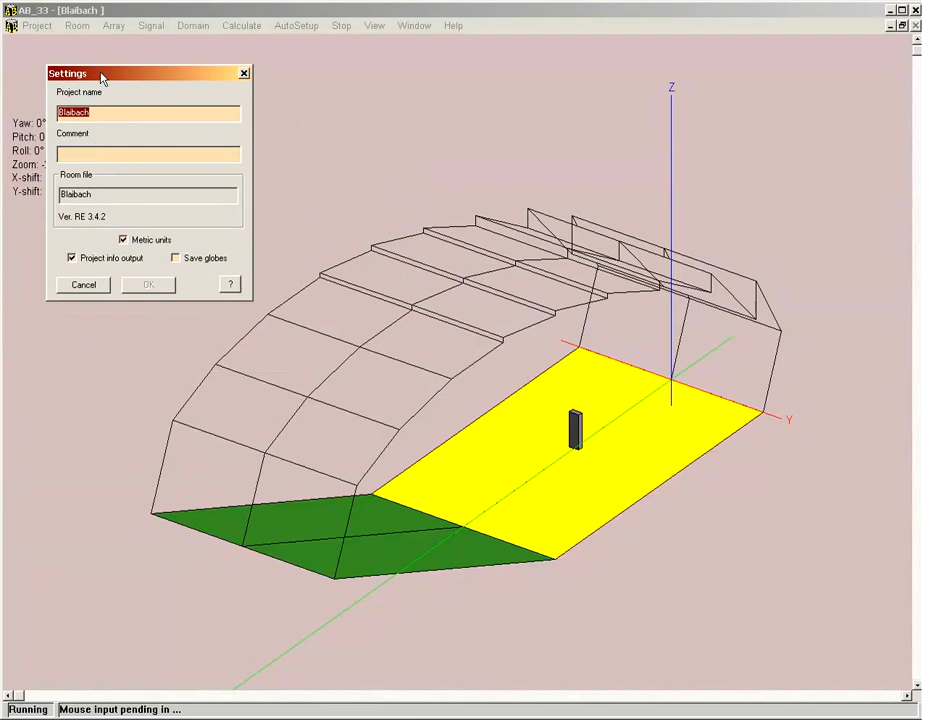 AB_33 - [Blaibach ]
Project Room Array Signal Domain Calculate AutoSetup Stop View Window Help
Settings
Project name
Blaibach
Comment
Room file
Blaibach
Ver. RE 3.4.2
Metric units
Project info output Save globes
Cancel OK ?
Yaw: 0°
Pitch: 0
Roll: 0°
Zoom:
X-shift:
Y-shift:
Z
Y
Running Mouse input pending in ...